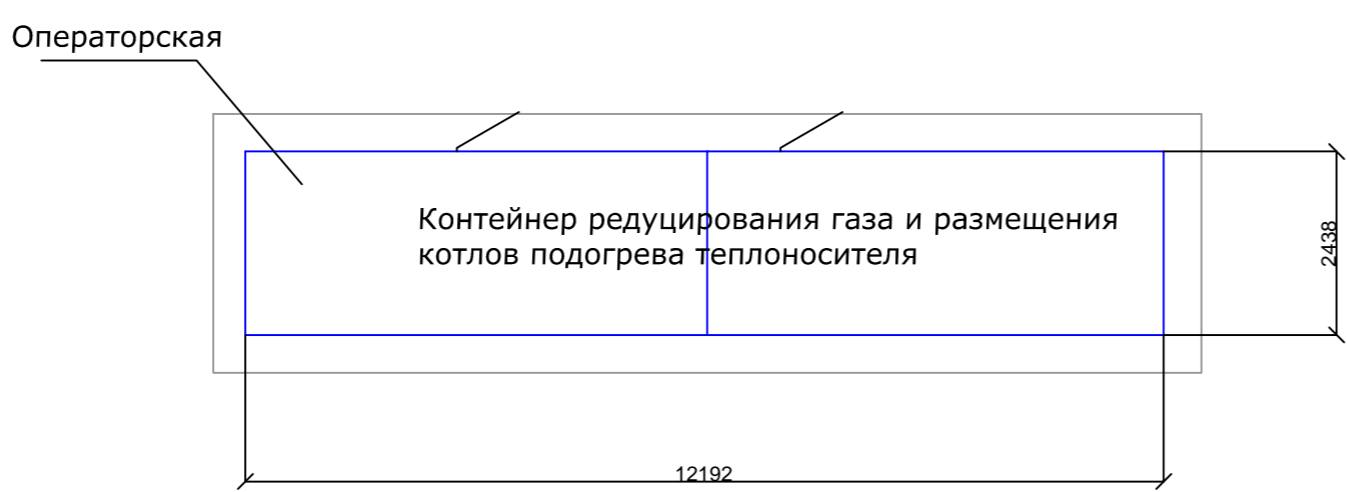 Операторская
Контейнер редуцирования газа и размещения
котлов подогрева теплоносителя
2438
12192